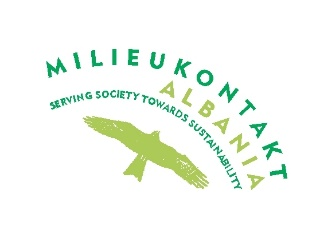 MILIEUKONTAKT
ALBANIA
SERVING SOCIETY TOWARDS SUSTAINABILITY